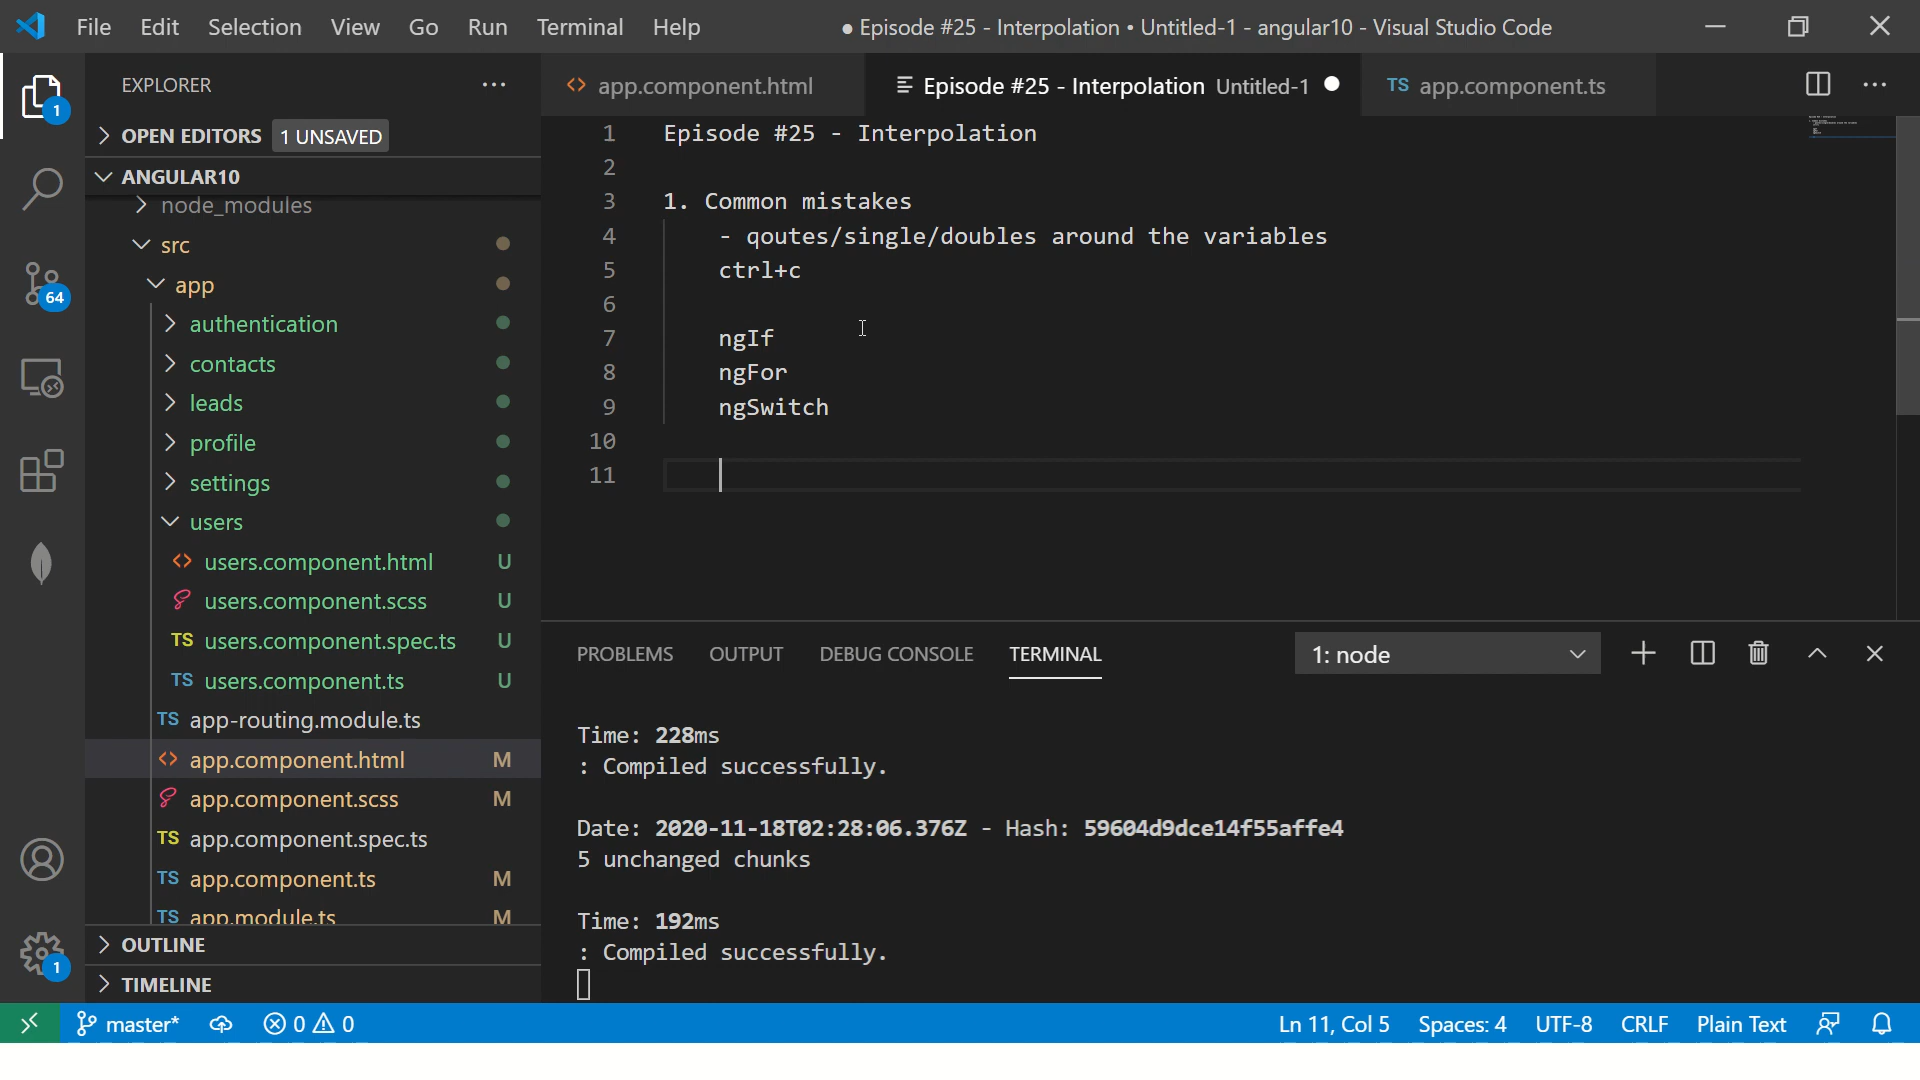 File Edit Selection View Go Run Terminal Help
● Episode #25 - Interpolation • Untitled-1 - angular10 - Visual Studio Code
EXPLORER
1
OPEN EDITORS 1 UNSAVED
ANGULAR10
node_modules
src
app
authentication
contacts
leads
profile
settings
users
users.component.html U
users.component.scss U
TS users.component.spec.ts U
TS users.component.ts U
TS app-routing.module.ts
app.component.html M
app.component.scss M
TS app.component.spec.ts
TS app.component.ts M
TS app.module.ts M
OUTLINE
TIMELINE
64
1
app.component.html
Episode #25 - Interpolation Untitled-1
TS app.component.ts
1 Episode #25 - Interpolation
2
3 1. Common mistakes
4 - qoutes/single/doubles around the variables
5 ctrl+c
6
7 ngIf
8 ngFor
9 ngSwitch
10
11
PROBLEMS OUTPUT DEBUG CONSOLE TERMINAL
1: node
Time: 228ms
: Compiled successfully.
Date: 2020-11-18T02:28:06.376Z - Hash: 59604d9dce14f55affe4
5 unchanged chunks
Time: 192ms
: Compiled successfully.
master* 0 0
Ln 11, Col 5 Spaces: 4 UTF-8 CRLF Plain Text